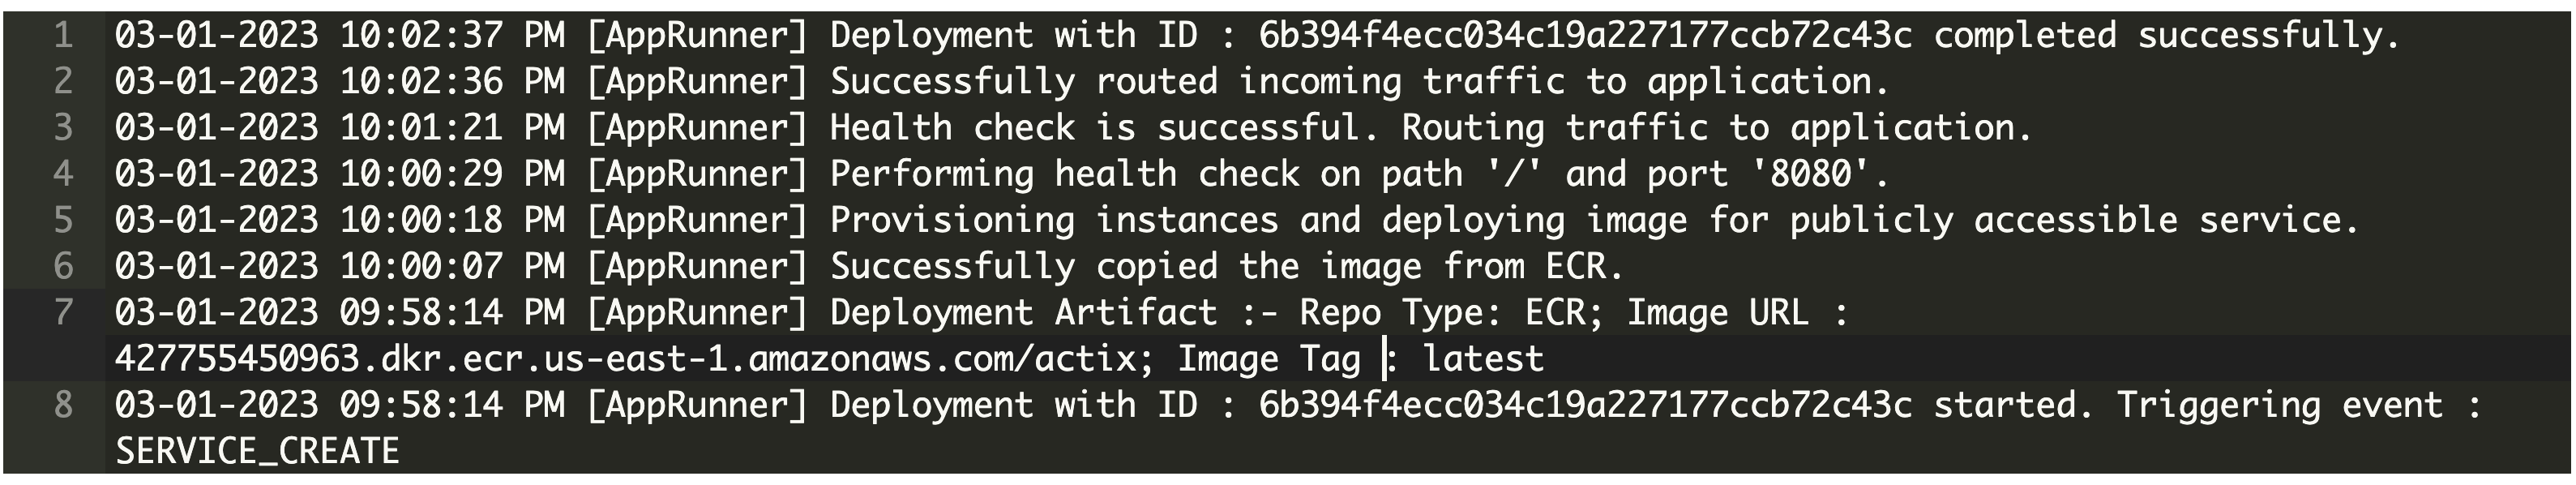 1 03-01-2023 10:02:37 PM [AppRunner] Deployment with ID : 6b394f4ecc034c19a227177ccb72c43c completed successfully.
2 03-01-2023 10:02:36 PM [AppRunner] Successfully routed incoming traffic to application.
3 03-01-2023 10:01:21 PM [AppRunner] Health check is successful. Routing traffic to application.
4 03-01-2023 10:00:29 PM [AppRunner] Performing health check on path '/' and port '8080'.
5 03-01-2023 10:00:18 PM [AppRunner] Provisioning instances and deploying image for publicly accessible service.
6 03-01-2023 10:00:07 PM [AppRunner] Successfully copied the image from ECR.
7 03-01-2023 09:58:14 PM [AppRunner] Deployment Artifact :- Repo Type: ECR; Image URL :
427755450963.dkr.ecr.us-east-1.amazonaws.com/actix; Image Tag : latest
8 03-01-2023 09:58:14 PM [AppRunner] Deployment with ID : 6b394f4ecc034c19a227177ccb72c43c started. Triggering event :
SERVICE_CREATE